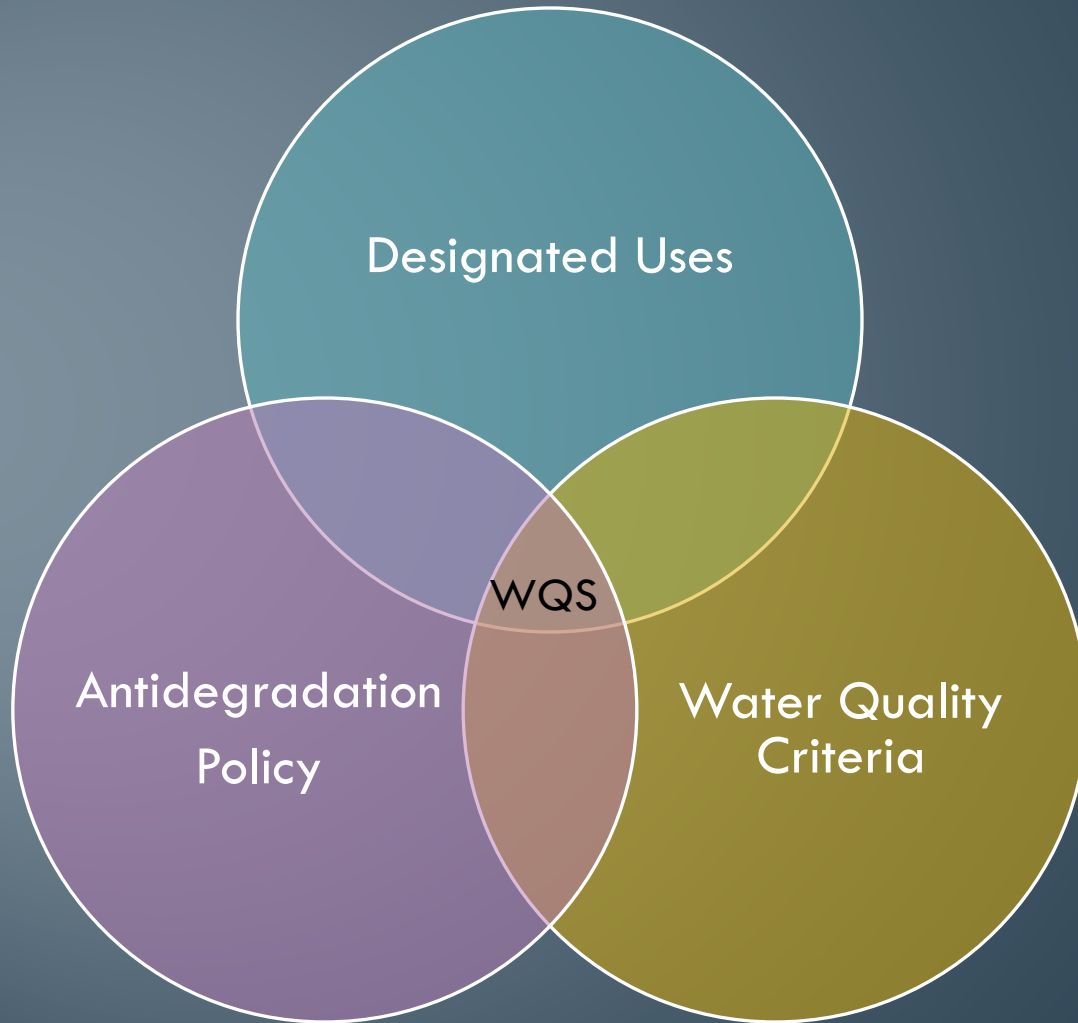 Designated Uses
WQS
Antidegradation
Policy
Water Quality
Criteria